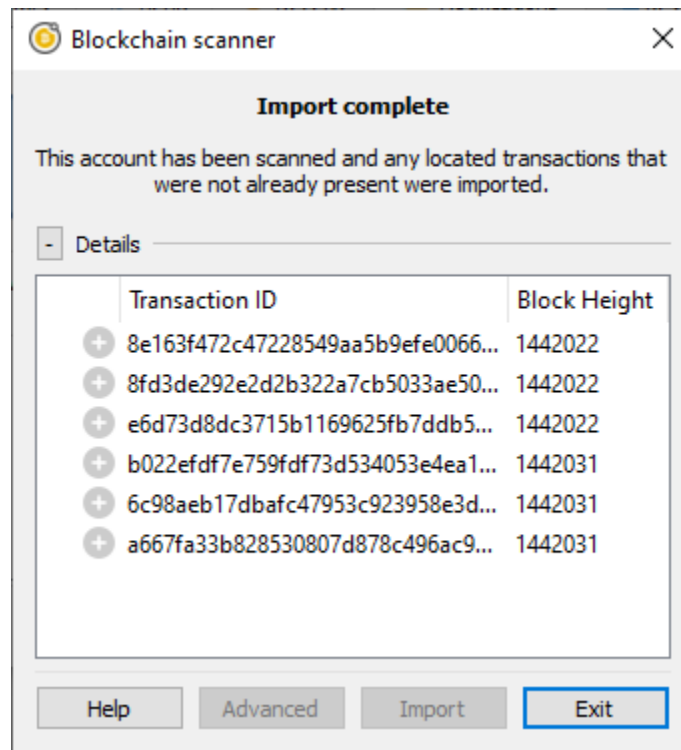 Blockchain scanner
Import complete
This account has been scanned and any located transactions that
were not already present were imported.
- Details
Transaction ID Block Height
8e163f472c47228549aa5b9efe0066... 1442022
8fd3de292e2d2b322a7cb5033ae50... 1442022
e6d73d8dc3715b1169625fb7ddb5... 1442022
b022efdf7e759fdf73d534053e4ea1... 1442031
6c98aeb17dbafc47953c923958e3d... 1442031
a667fa33b828530807d878c496ac9... 1442031
Help Advanced Import Exit